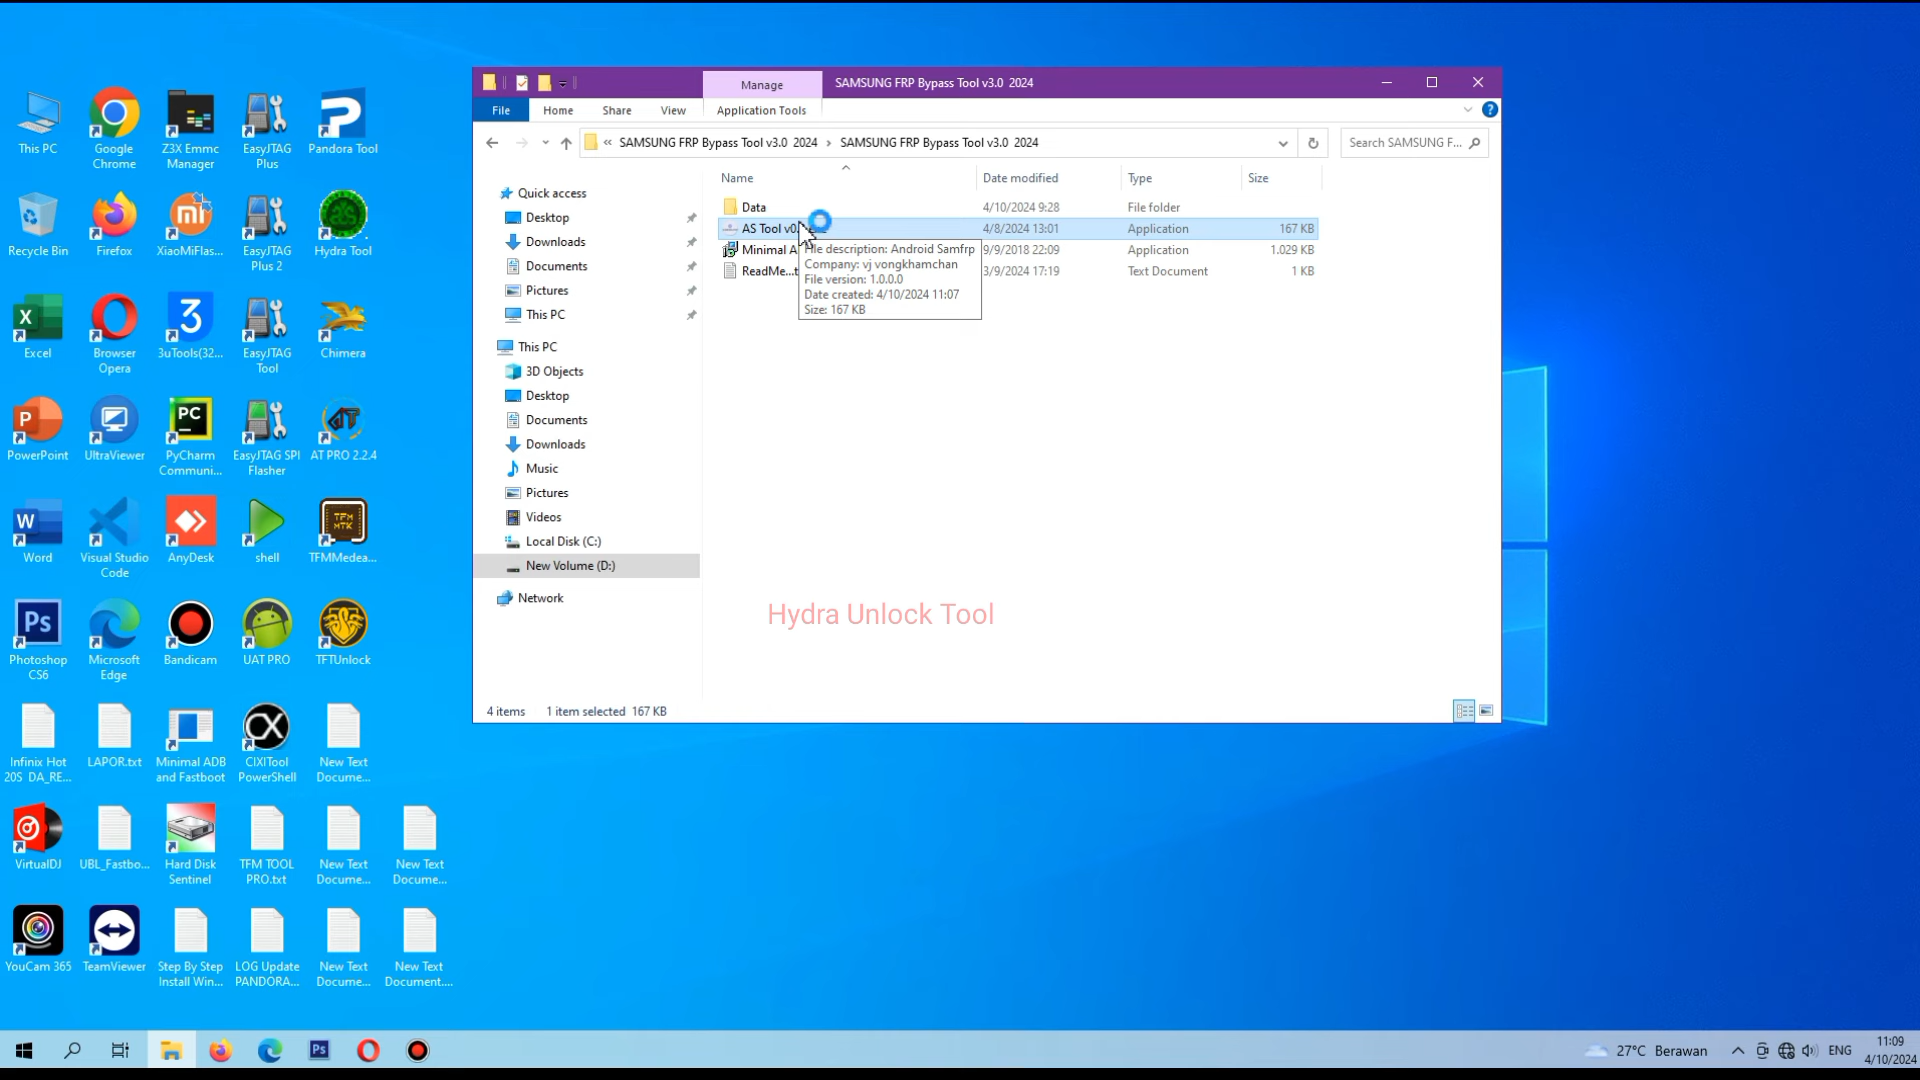 Manage
SAMSUNG FRP Bypass Tool v3.0 2024
File
Home
Share
View
Application Tools
« SAMSUNG FRP Bypass Tool v3.0 2024 › SAMSUNG FRP Bypass Tool v3.0 2024
Search SAMSUNG F...
Name
Date modified
Type
Size
Data
4/10/2024 9:28
File folder
AS Tool v0.
4/8/2024 13:01
Application
167 KB
Minimal A
9/9/2018 22:09
Application
1.029 KB
ReadMe...t
3/9/2024 17:19
Text Document
1 KB
File description: Android Samfrp
Company: vj vongkhamchan
File version: 1.0.0.0
Date created: 4/10/2024 11:07
Size: 167 KB
Quick access
Desktop
Downloads
Documents
Pictures
This PC
This PC
3D Objects
Desktop
Documents
Downloads
Music
Pictures
Videos
Local Disk (C:)
New Volume (D:)
Network
Hydra Unlock Tool
4 items
1 item selected 167 KB
This PC
Google
Chrome
Z3X Emmc
Manager
EasyJTAG
Plus
Pandora Tool
Recycle Bin
Firefox
XiaoMiFlas...
EasyJTAG
Plus 2
Hydra Tool
Excel
Browser
Opera
3uTools(32...
EasyJTAG
Tool
Chimera
PowerPoint
UltraViewer
PyCharm
Communi...
EasyJTAG SPI
Flasher
AT PRO 2.2.4
Word
Visual Studio
Code
AnyDesk
shell
TFMMedea...
Photoshop
CS6
Microsoft
Edge
Bandicam
UAT PRO
TFTUnlock
Infinix Hot
20S DA_RE...
LAPOR.txt
Minimal ADB
and Fastboot
CIXITool
PowerShell
New Text
Docume...
VirtualDJ
UBL_Fastbo...
Hard Disk
Sentinel
TFM TOOL
PRO.txt
New Text
Docume...
New Text
Docume...
YouCam 365
TeamViewer
Step By Step
Install Win...
LOG Update
PANDORA...
New Text
Docume...
New Text
Document....
27°C Berawan
ENG
11:09
4/10/2024